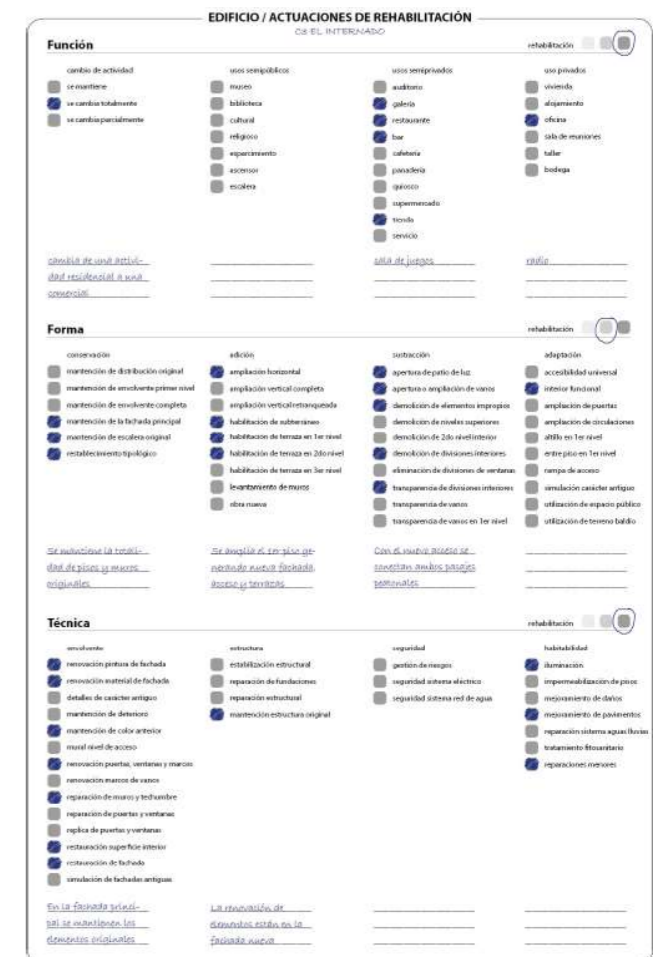 EDIFICIO / ACTUACIONES DE REHABILITACIÓN
C8 EL INTERNADO
Función
rehabilitación
cambio de actividad
se mantiene
se cambia totalmente
se cambia parcialmente
cambia de una activi-
dad residencial a una
comercial
usos semipúblicos
museo
biblioteca
cultural
religioso
esparcimiento
ascensor
escalera
usos semiprivados
auditorio
galería
restaurante
bar
cafetería
panadería
quiosco
supermercado
tienda
servicio
sala de juegos
uso privados
vivienda
alojamiento
oficina
sala de reuniones
taller
bodega
radio
Forma
rehabilitación
conservación
mantención de distribución original
mantención de envolvente primer nivel
mantención de envolvente completa
mantención de la fachada principal
mantención de escalera original
restablecimiento tipológico
Se mantiene la totali-
dad de pisos y muros
originales
adición
ampliación horizontal
ampliación vertical completa
ampliación vertical retranqueada
habilitación de subterráneo
habilitación de terraza en 1er nivel
habilitación de terraza en 2do nivel
habilitación de terraza en 3er nivel
levantamiento de muros
obra nueva
Se amplia el 1er piso ge-
nerando nueva fachada,
acceso y terrazas
sustracción
apertura de patio de luz
apertura o ampliación de vanos
demolición de elementos impropios
demolición de niveles superiores
demolición de 2do nivel interior
demolición de divisiones interiores
eliminación de divisiones de ventanas
transparencia de divisiones interiores
transparencia de vanos
transparencia de vanos en 1er nivel
Con el nuevo acceso se
conectan ambos pasajes
peatonales
adaptación
accesibilidad universal
interior funcional
ampliación de puertas
ampliación de circulaciones
altillo en 1er nivel
entre piso en 1er nivel
rampa de acceso
simulación carácter antiguo
utilización de espacio público
utilización de terreno baldío
Técnica
rehabilitación
envolvente
renovación pintura de fachada
renovación material de fachada
detalles de carácter antiguo
mantención de deterioro
mantención de color anterior
mural nivel de acceso
renovación puertas, ventanas y marcos
renovación marcos de vanos
reparación de muros y techumbre
reparación de puertas y ventanas
replica de puertas y ventanas
restauración superficie interior
restauración de fachada
simulación de fachadas antiguas
En la fachada princi-
pal se mantienen los
elementos originales
estructura
estabilización estructural
reparación de fundaciones
reparación estructural
mantención estructura original
La renovación de
elementos están en la
fachada nueva
seguridad
gestión de riesgos
seguridad sistema eléctrico
seguridad sistema red de agua
habitabilidad
iluminación
impermeabilización de pisos
mejoramiento de daños
mejoramiento de pavimentos
reparación sistema aguas lluvias
tratamiento fitosanitario
reparaciones menores